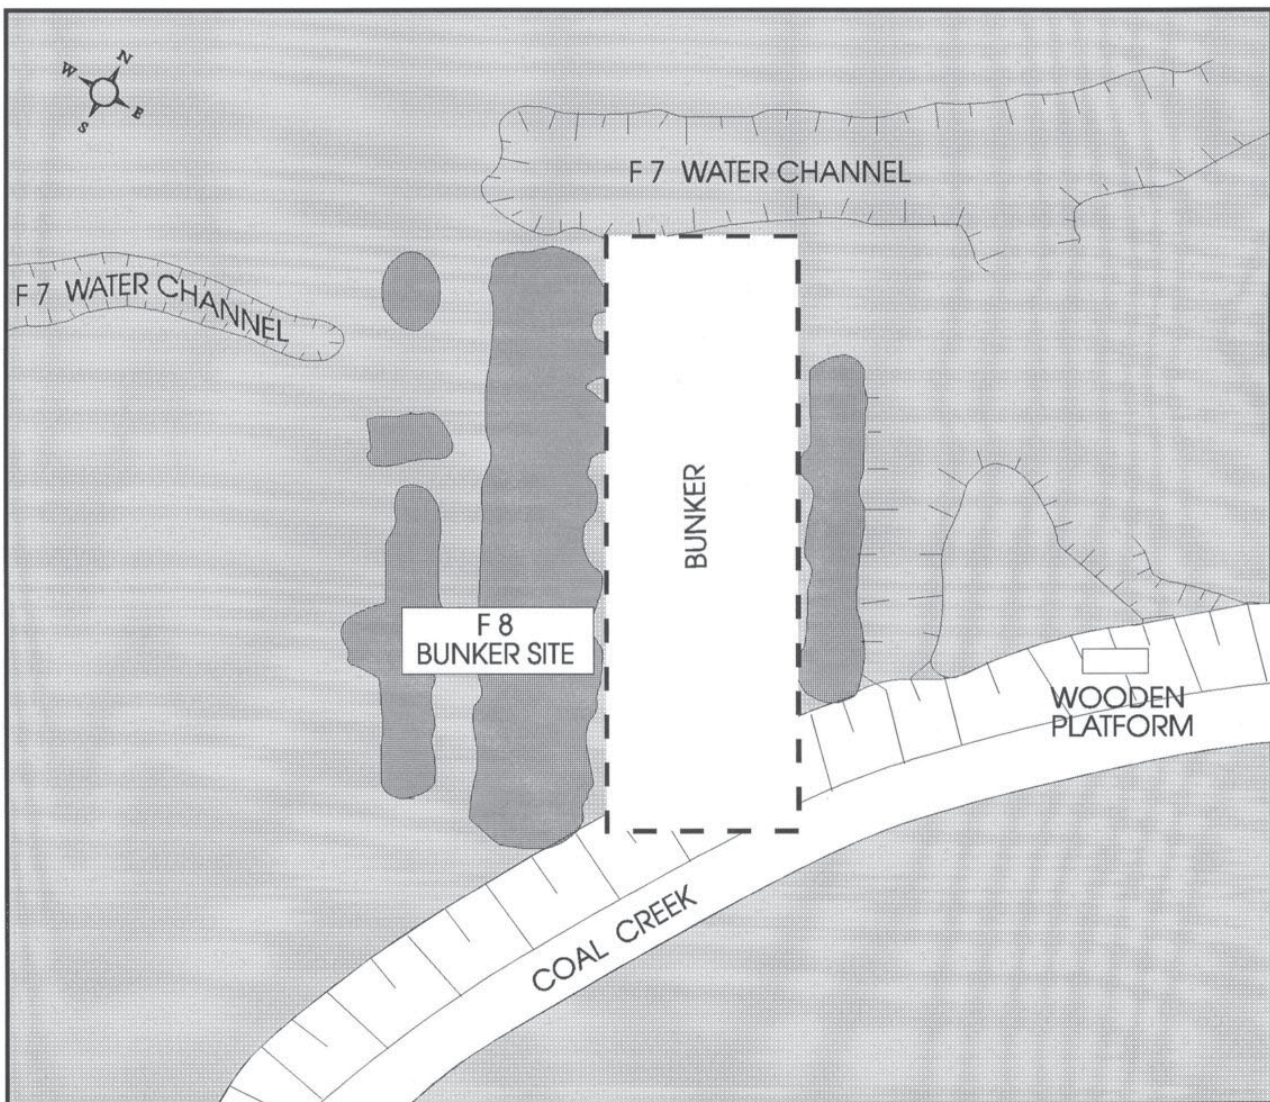 N
W
E
S
F 7 WATER CHANNEL
F 7 WATER CHANNEL
BUNKER
F 8
BUNKER SITE
WOODEN
PLATFORM
COAL CREEK